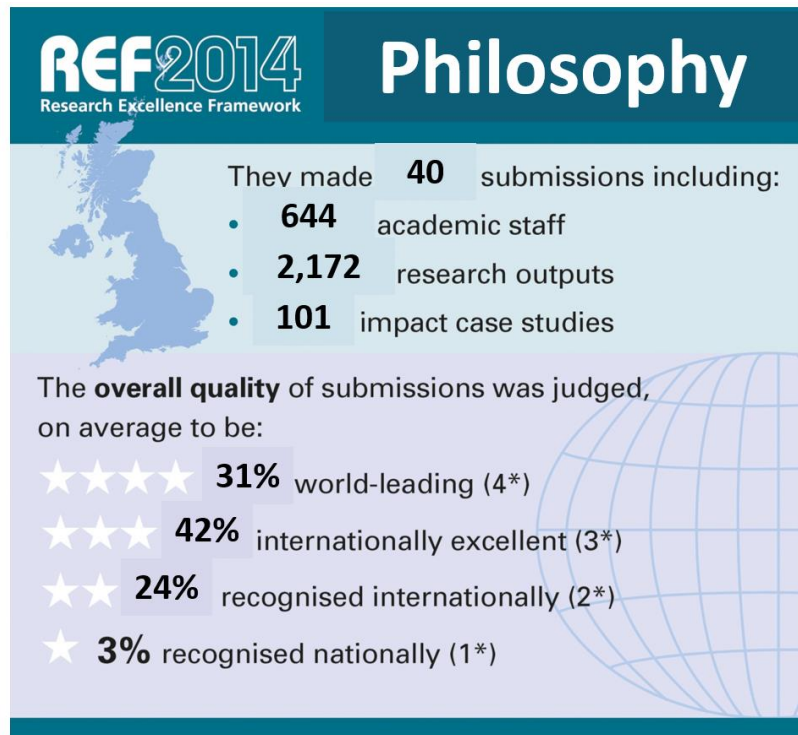 REF2014
Research Excellence Framework
Philosophy
They made 40 submissions including:
• 644 academic staff
• 2,172 research outputs
• 101 impact case studies
The overall quality of submissions was judged,
on average to be:
31% world-leading (4*)
42% internationally excellent (3*)
24% recognised internationally (2*)
3% recognised nationally (1*)